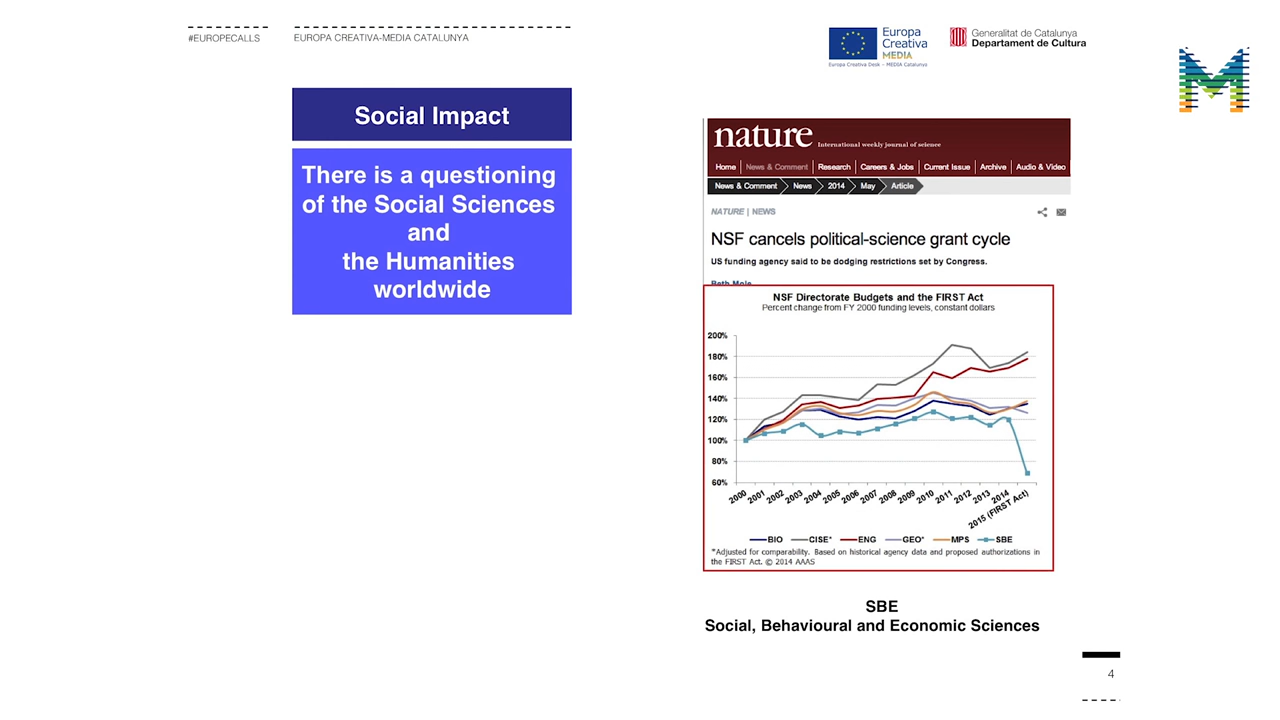 #EUROPECALLS
EUROPA CREATIVA-MEDIA CATALUNYA
Europa
Creativa
MEDIA
Europa Creative Desk – MEDIA Catalunya
Generalitat de Catalunya
Departament de Cultura
Social Impact
There is a questioning
of the Social Sciences
and
the Humanities
worldwide
nature International weekly journal of science
Home News & Comment Research Careers & Jobs Current Issue Archive Audio & Video
News & Comment News 2014 May Article
NATURE | NEWS
NSF cancels political-science grant cycle
US funding agency said to be dodging restrictions set by Congress.
Beth Mole
NSF Directorate Budgets and the FIRST Act
Percent change from FY 2000 funding levels, constant dollars
200%
180%
160%
140%
120%
100%
80%
60%
2000 2001 2002 2003 2004 2005 2006 2007 2008 2009 2010 2011 2012 2013 2014 2015 (FIRST Act)
BIO CISE* ENG GEO* MPS SBE
*Adjusted for comparability. Based on historical agency data and proposed authorizations in
the FIRST Act. © 2014 AAAS
SBE
Social, Behavioural and Economic Sciences
4